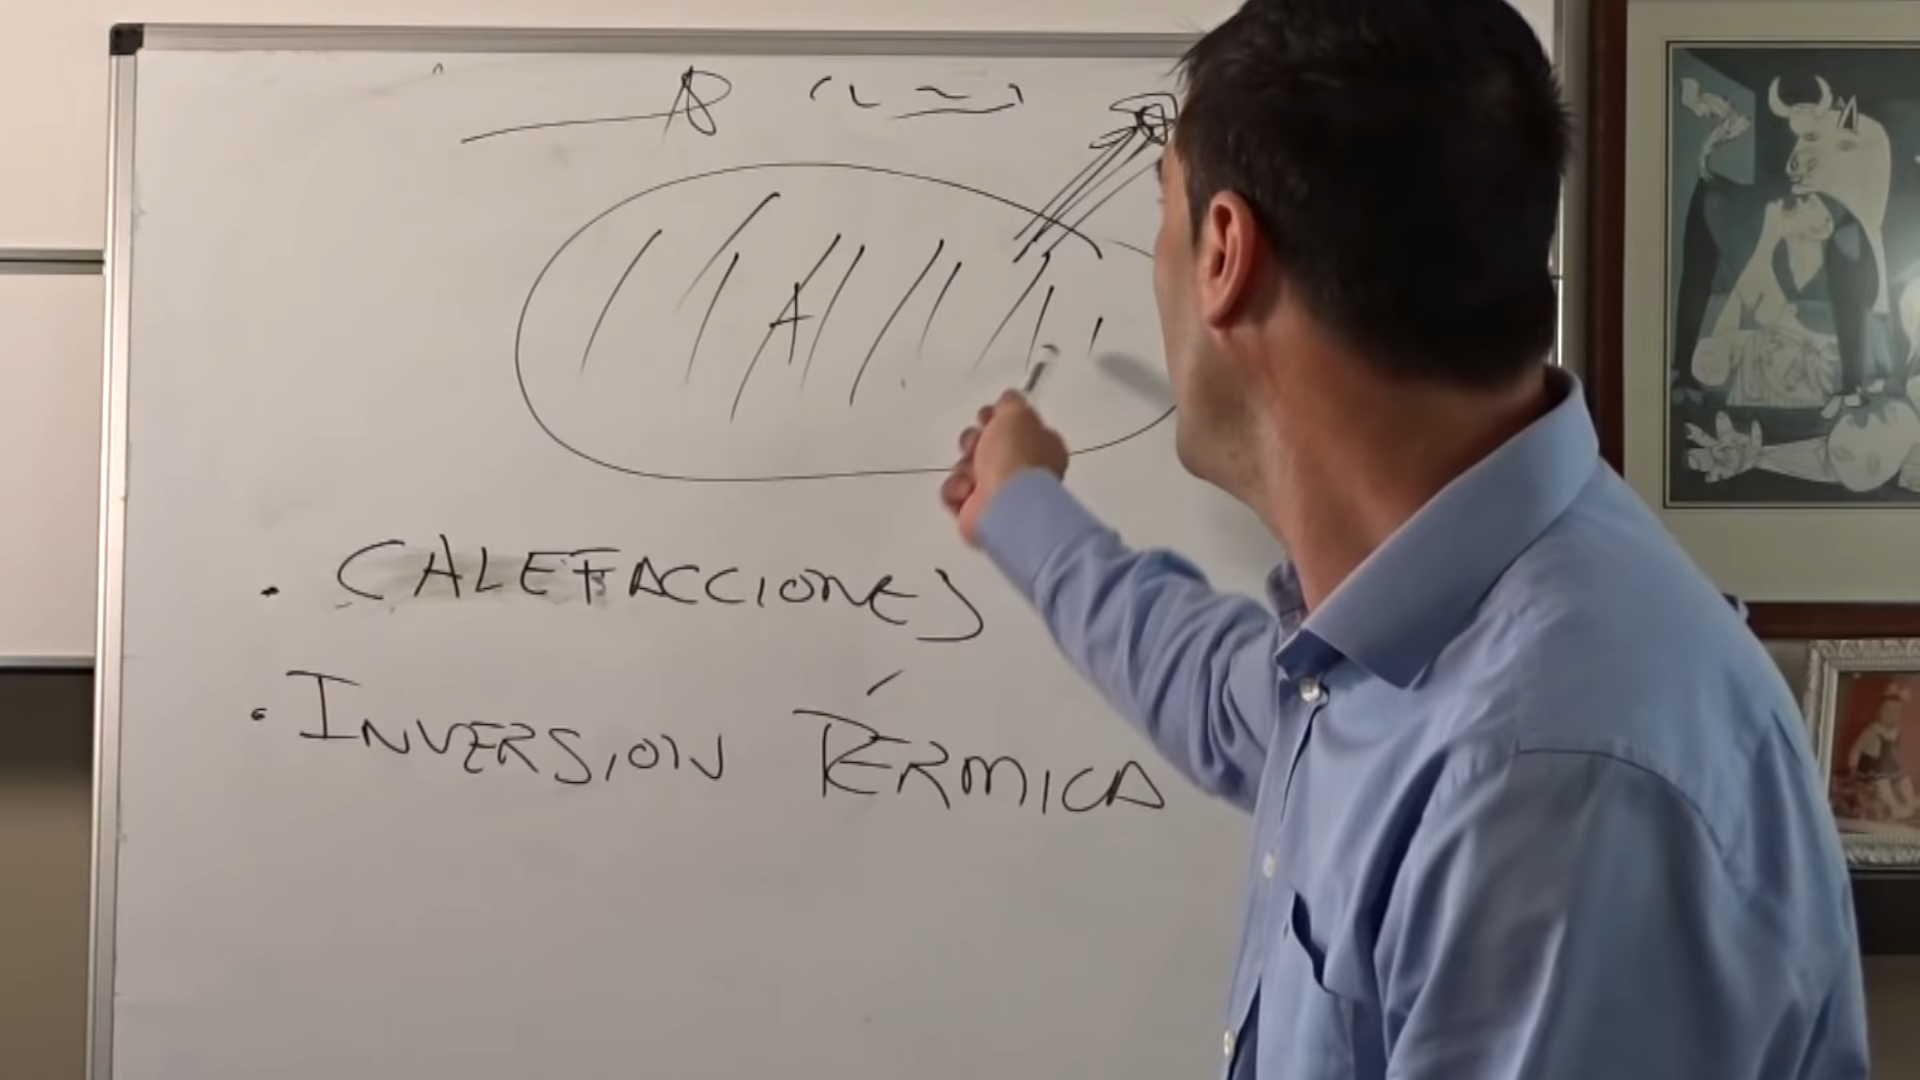 A
. CALEFACCIONES
. INVERSION TÉRMICA